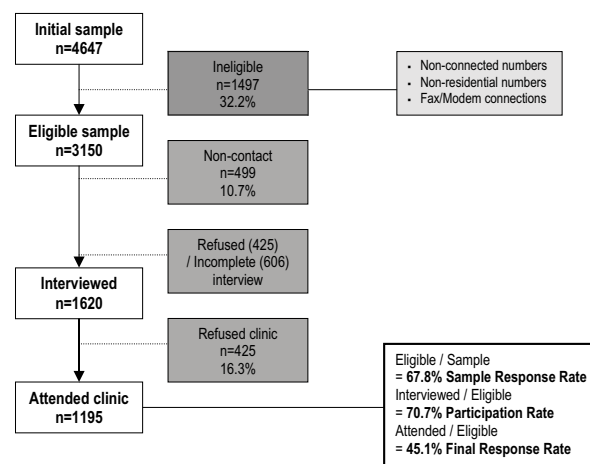 Initial sample
n=4647
Ineligible
n=1497
32.2%
• Non-connected numbers
• Non-residential numbers
• Fax/Modem connections
Eligible sample
n=3150
Non-contact
n=499
10.7%
Refused (425)
/ Incomplete (606)
interview
Interviewed
n=1620
Refused clinic
n=425
16.3%
Attended clinic
n=1195
Eligible / Sample
= 67.8% Sample Response Rate
Interviewed / Eligible
= 70.7% Participation Rate
Attended / Eligible
= 45.1% Final Response Rate